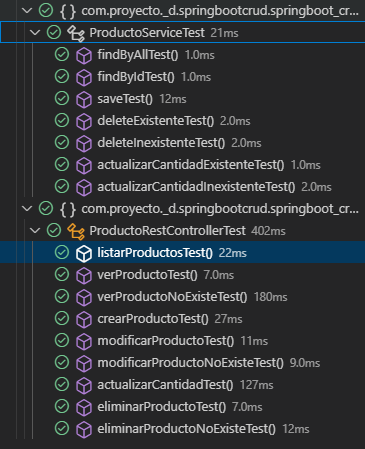 {} com.proyecto._d.springbootcrud.springboot_cr...
ProductoServiceTest 21ms
findByAllTest() 1.0ms
findByIdTest() 1.0ms
saveTest() 12ms
deleteExistenteTest() 2.0ms
deleteInexistenteTest() 2.0ms
actualizarCantidadExistenteTest() 1.0ms
actualizarCantidadInexistenteTest() 2.0ms
{} com.proyecto._d.springbootcrud.springboot_cr...
ProductoRestControllerTest 402ms
listarProductosTest() 22ms
verProductoTest() 7.0ms
verProductoNoExisteTest() 180ms
crearProductoTest() 27ms
modificarProductoTest() 11ms
modificarProductoNoExisteTest() 9.0ms
actualizarCantidadTest() 127ms
eliminarProductoTest() 7.0ms
eliminarProductoNoExisteTest() 12ms